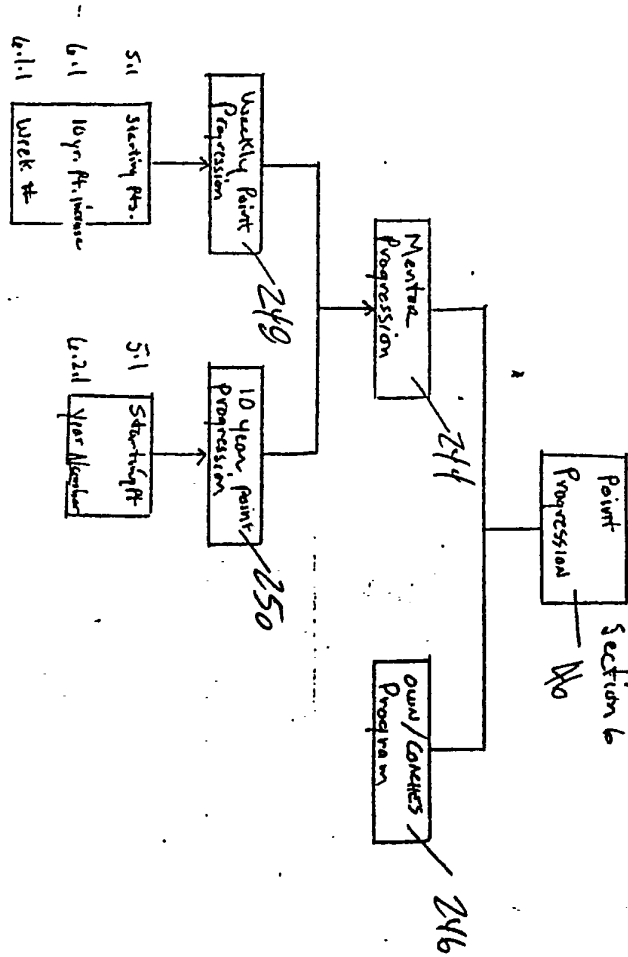 Section 6
Point
Progression
Mentor
Progression
244
OWN/COACHES
Program
246
Weekly Point
Progression
248
10 year point
progression
250
5.1 Starting pts.
6.1 10 yr. pt. increase
6.1.1 Week #
5.1 Starting pt
6.2.1 Year Number